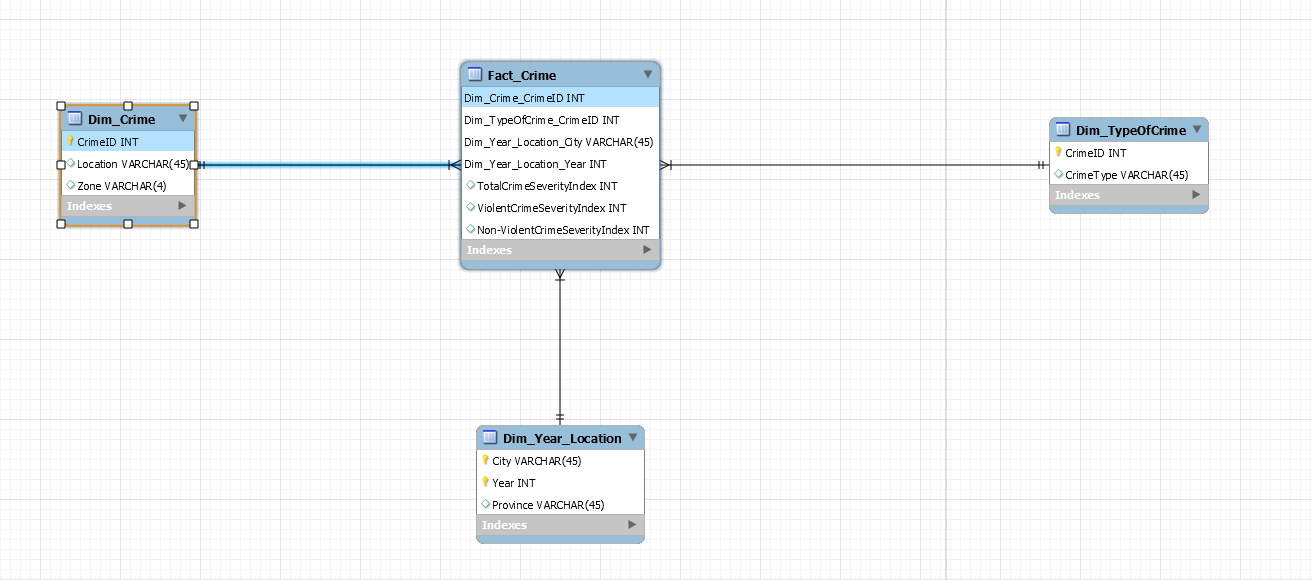 Dim_Crime
CrimeID INT
Location VARCHAR(45)
Zone VARCHAR(4)
Indexes
Fact_Crime
Dim_Crime_CrimeID INT
Dim_TypeOfCrime_CrimeID INT
Dim_Year_Location_City VARCHAR(45)
Dim_Year_Location_Year INT
TotalCrimeSeverityIndex INT
ViolentCrimeSeverityIndex INT
Non-ViolentCrimeSeverityIndex INT
Indexes
Dim_TypeOfCrime
CrimeID INT
CrimeType VARCHAR(45)
Indexes
Dim_Year_Location
City VARCHAR(45)
Year INT
Province VARCHAR(45)
Indexes